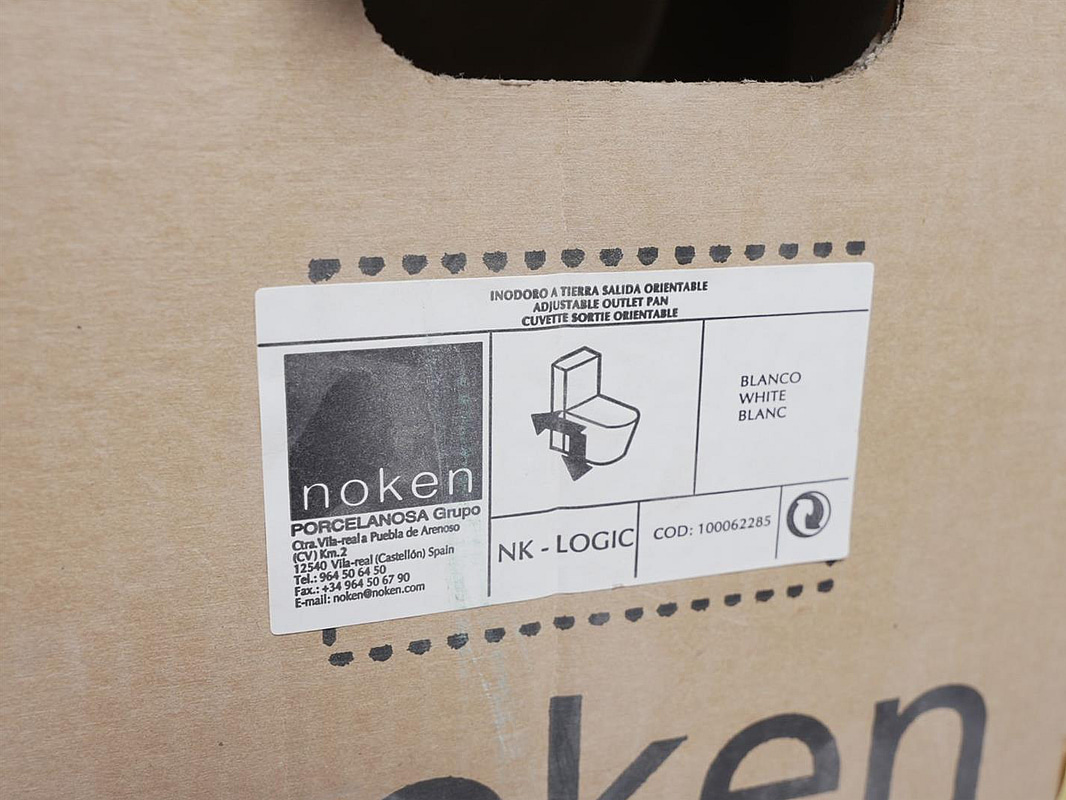 INODORO A TIERRA SALIDA ORIENTABLE
ADJUSTABLE OUTLET PAN
CUVETTE SORTIE ORIENTABLE
noken
PORCELANOSA Grupo
Ctra.Vila-real a Puebla de Arenoso
(CV) Km.2
12540 Vila-real (Castellón) Spain
Tel.: 964 50 64 50
Fax.: +34 964 50 67 90
E-mail: noken@noken.com
BLANCO
WHITE
BLANC
NK - LOGIC
COD: 100062285
noken